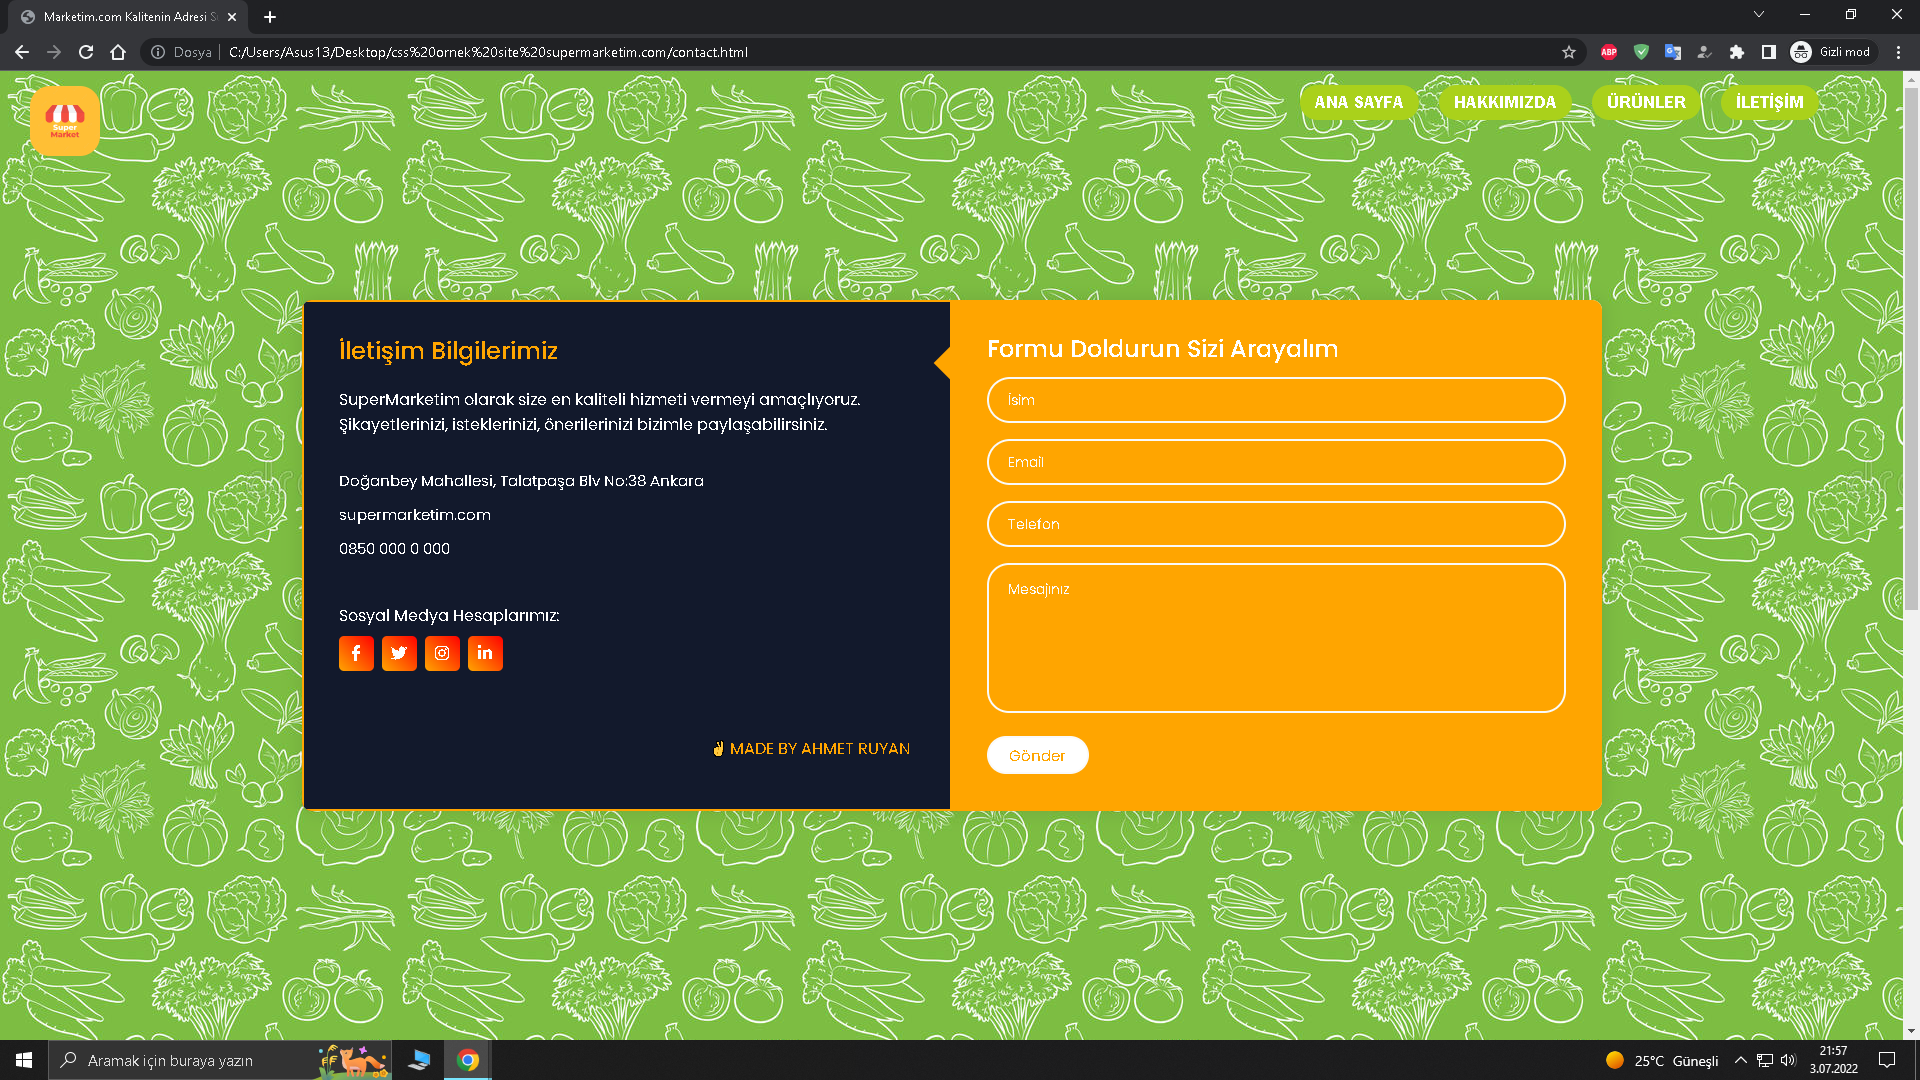 Marketim.com Kalitenin Adresi
Dosya
C:/Users/Asus13/Desktop/css%20ornek%20site%20supermarketim.com/contact.html
ABP
Gizli mod
Super
Market
ANA SAYFA
HAKKIMIZDA
ÜRÜNLER
İLETİŞİM
İletişim Bilgilerimiz
SuperMarketim olarak size en kaliteli hizmeti vermeyi amaçlıyoruz.
Şikayetlerinizi, isteklerinizi, önerilerinizi bizimle paylaşabilirsiniz.
Doğanbey Mahallesi, Talatpaşa Blv No:38 Ankara
supermarketim.com
0850 000 0 000
Sosyal Medya Hesaplarımız:
✌ MADE BY AHMET RUYAN
Formu Doldurun Sizi Arayalım
İsim
Email
Telefon
Mesajınız
Gönder
Aramak için buraya yazın
25°C Güneşli
21:57
3.07.2022